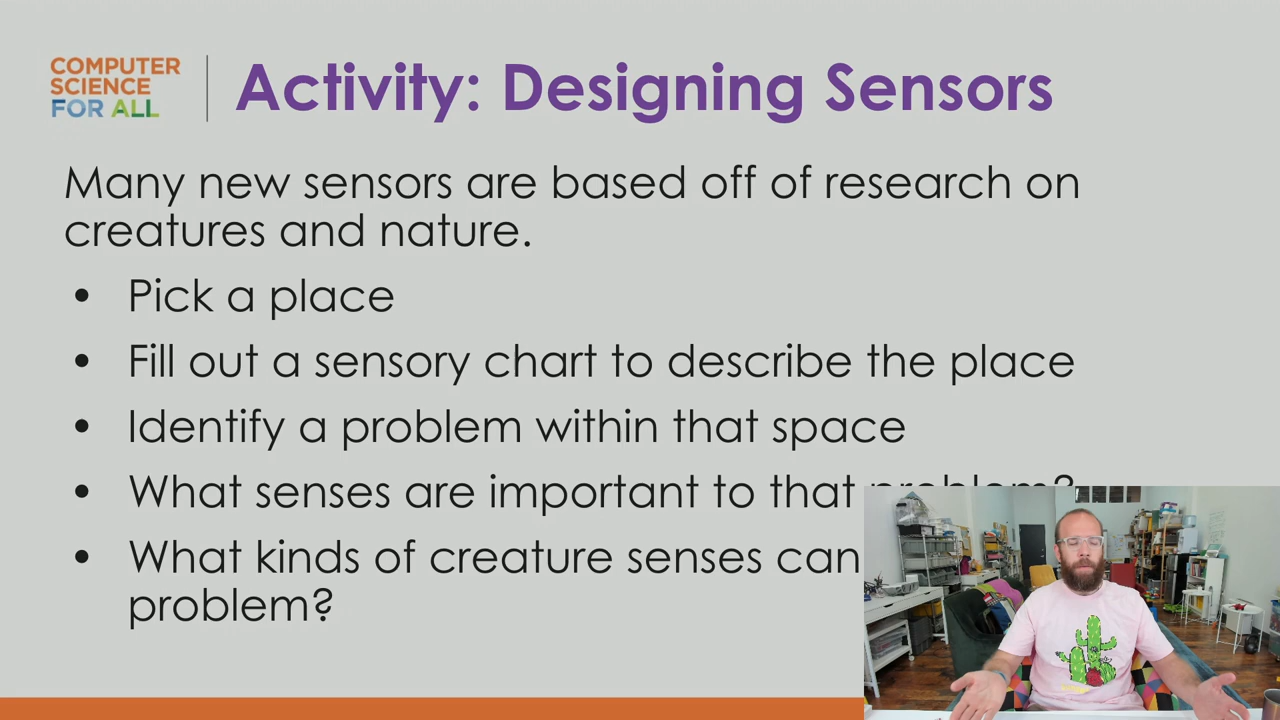 COMPUTER
SCIENCE
FOR ALL
Activity: Designing Sensors
Many new sensors are based off of research on
creatures and nature.
• Pick a place
• Fill out a sensory chart to describe the place
• Identify a problem within that space
• What senses are important to that problem?
• What kinds of creature senses can
problem?